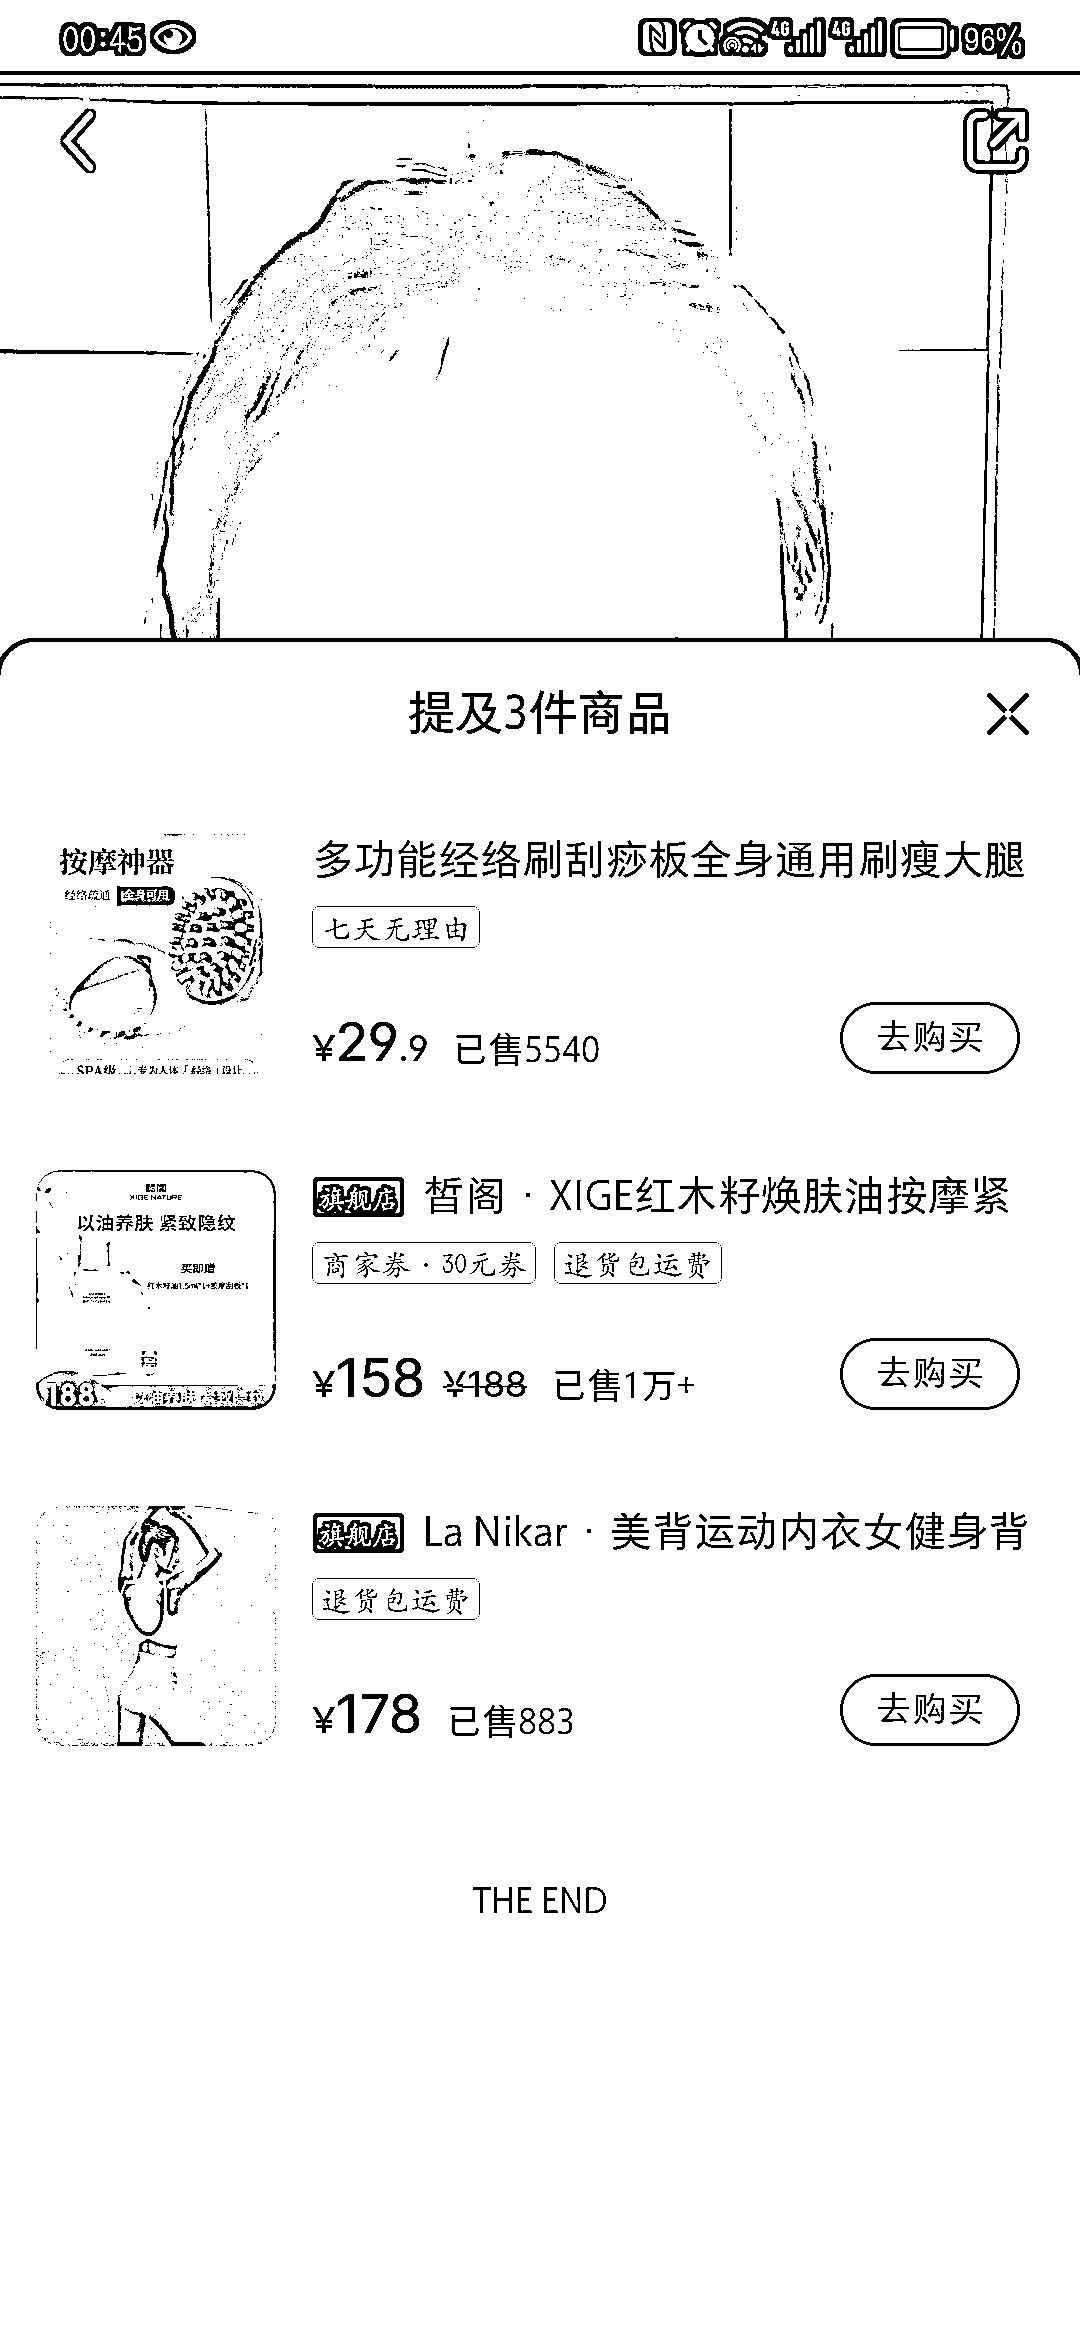 00:45
4G 4G 96%
提及3件商品
按摩神器
经络疏通 全身可用
多功能经络刷刮痧板全身通用刷瘦大腿
七天无理由
¥29.9 已售5540
去购买
XIGE NATURE
以油养肤 紧致隐纹
买即赠
188
旗舰店 皙阁 · XIGE红木籽焕肤油按摩紧
商家券 · 30元券 退货包运费
¥158 ¥188 已售1万+
去购买
旗舰店 La Nikar · 美背运动内衣女健身背
退货包运费
¥178 已售883
去购买
THE END